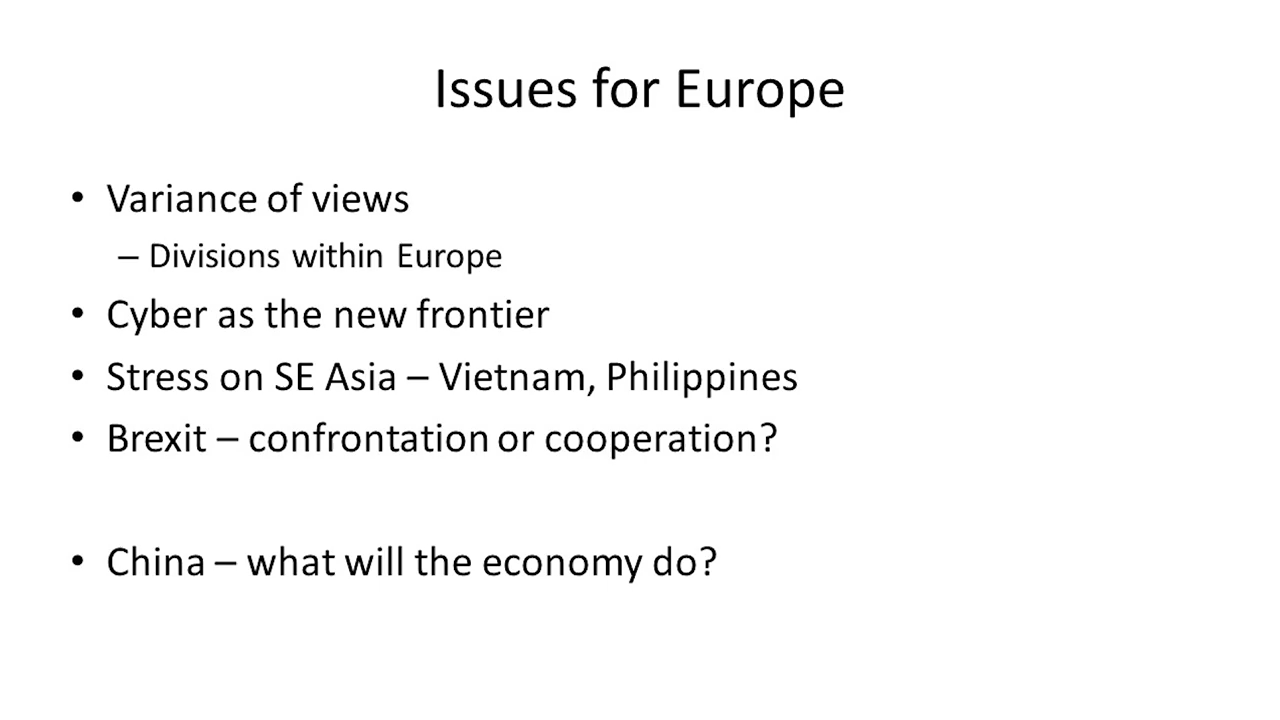 Issues for Europe
• Variance of views
– Divisions within Europe
• Cyber as the new frontier
• Stress on SE Asia – Vietnam, Philippines
• Brexit – confrontation or cooperation?
• China – what will the economy do?